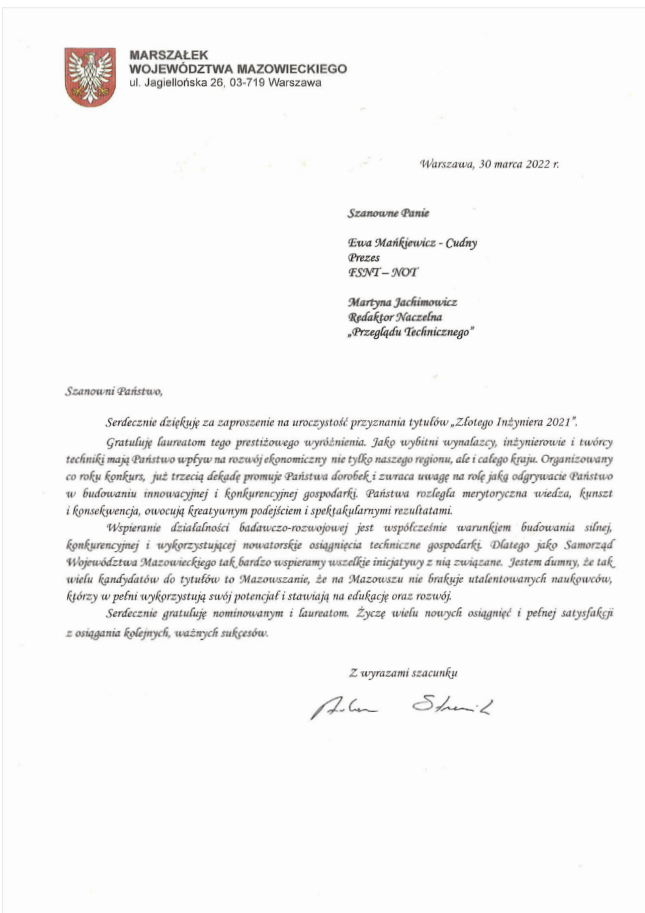 MARSZAŁEK
WOJEWÓDZTWA MAZOWIECKIEGO
ul. Jagiellońska 26, 03-719 Warszawa
Warszawa, 30 marca 2022 r.
Szanowne Panie
Ewa Mańkiewicz - Cudny
Prezes
FSNT – NOT
Martyna Jachimowicz
Redaktor Naczelna
„Przeglądu Technicznego”
Szanowni Państwo,
Serdecznie dziękuję za zaproszenie na uroczystość przyznania tytułów „Złotego Inżyniera 2021”.
Gratuluję laureatom tego prestiżowego wyróżnienia. Jako wybitni wynalazcy, inżynierowie i twórcy
techniki mają Państwo wpływ na rozwój ekonomiczny nie tylko naszego regionu, ale i całego kraju. Organizowany
co roku konkurs, już trzecią dekadę promuje Państwa dorobek i zwraca uwagę na rolę jaką odgrywacie Państwo
w budowaniu innowacyjnej i konkurencyjnej gospodarki. Państwa rozległa merytoryczna wiedza, kunszt
i konsekwencja, owocują kreatywnym podejściem i spektakularnymi rezultatami.
Wspieranie działalności badawczo-rozwojowej jest współcześnie warunkiem budowania silnej,
konkurencyjnej i wykorzystującej nowatorskie osiągnięcia techniczne gospodarki. Dlatego jako Samorząd
Województwa Mazowieckiego tak bardzo wspieramy wszelkie inicjatywy z nią związane. Jestem dumny, że tak
wielu kandydatów do tytułów to Mazowszanie, że na Mazowszu nie brakuje utalentowanych naukowców,
którzy w pełni wykorzystują swój potencjał i stawiają na edukację oraz rozwój.
Serdecznie gratuluję nominowanym i laureatom. Życzę wielu nowych osiągnięć i pełnej satysfakcji
z osiągania kolejnych, ważnych sukcesów.
Z wyrazami szacunku